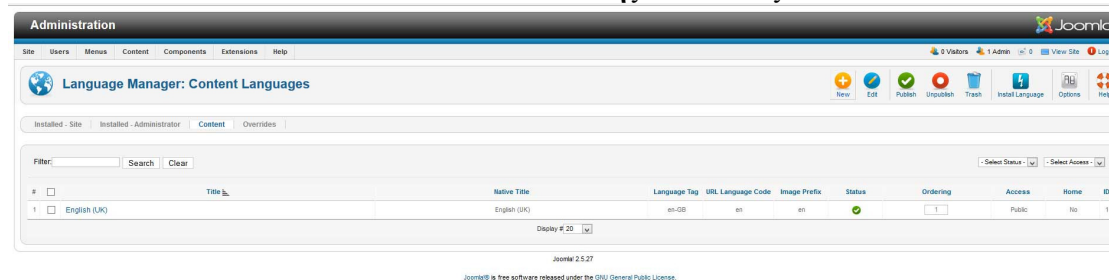 Administration
Site Users Menus Content Components Extensions Help
0 Visitors 1 Admin 0 View Site Log
Language Manager: Content Languages
New Edit Publish Unpublish Trash Install Language Options Help
Installed - Site Installed - Administrator Content Overrides
Filter: Search Clear - Select Status - - Select Access -
# Title Native Title Language Tag URL Language Code Image Prefix Status Ordering Access Home ID
1 English (UK) English (UK) en-GB en en 1 Public No 1
Display # 20
Joomla! 2.5.27
Joomla!® is free software released under the GNU General Public License.